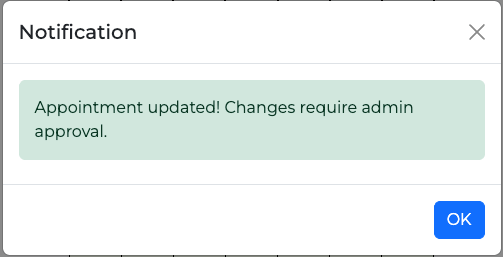 Notification
Appointment updated! Changes require admin
approval.
OK